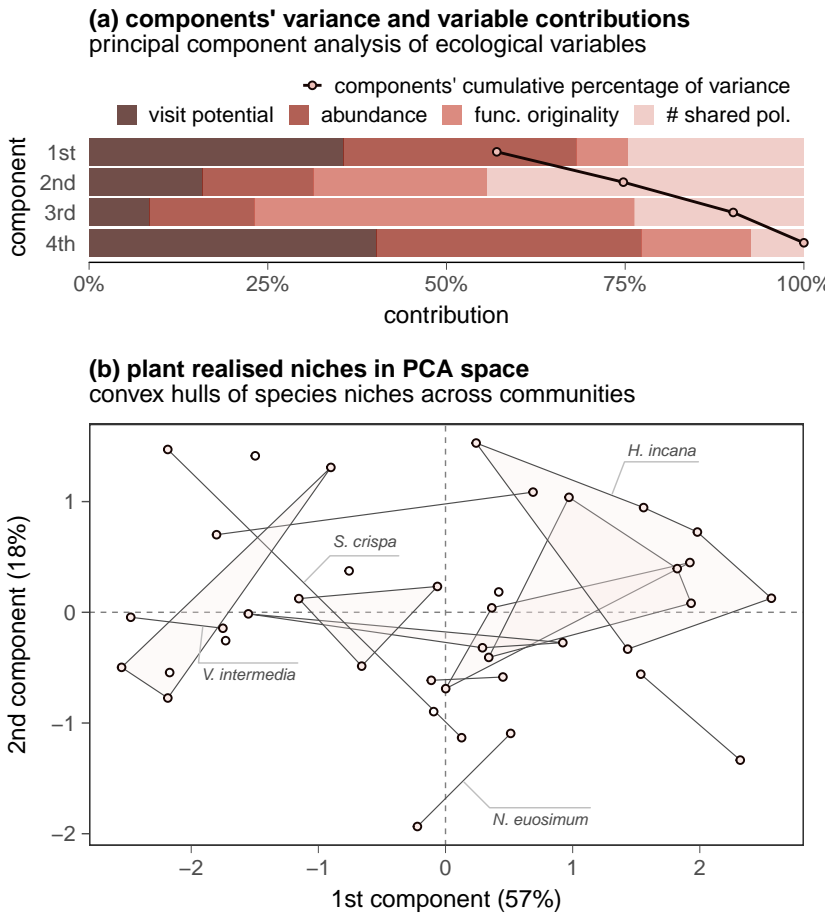 (a) components' variance and variable contributions
principal component analysis of ecological variables
components' cumulative percentage of variance
visit potential abundance func. originality # shared pol.
component
1st
2nd
3rd
4th
0% 25% 50% 75% 100%
contribution
(b) plant realised niches in PCA space
convex hulls of species niches across communities
2nd component (18%)
1
0
−1
−2
H. incana
S. crispa
V. intermedia
N. euosimum
−2 −1 0 1 2
1st component (57%)